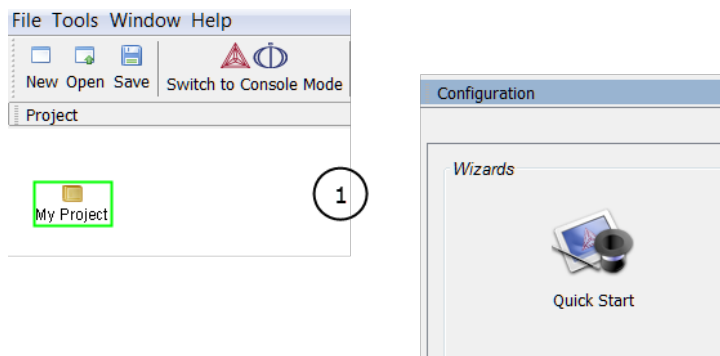 File Tools Window Help
New Open Save Switch to Console Mode
Project
My Project
1
Configuration
Wizards
Quick Start